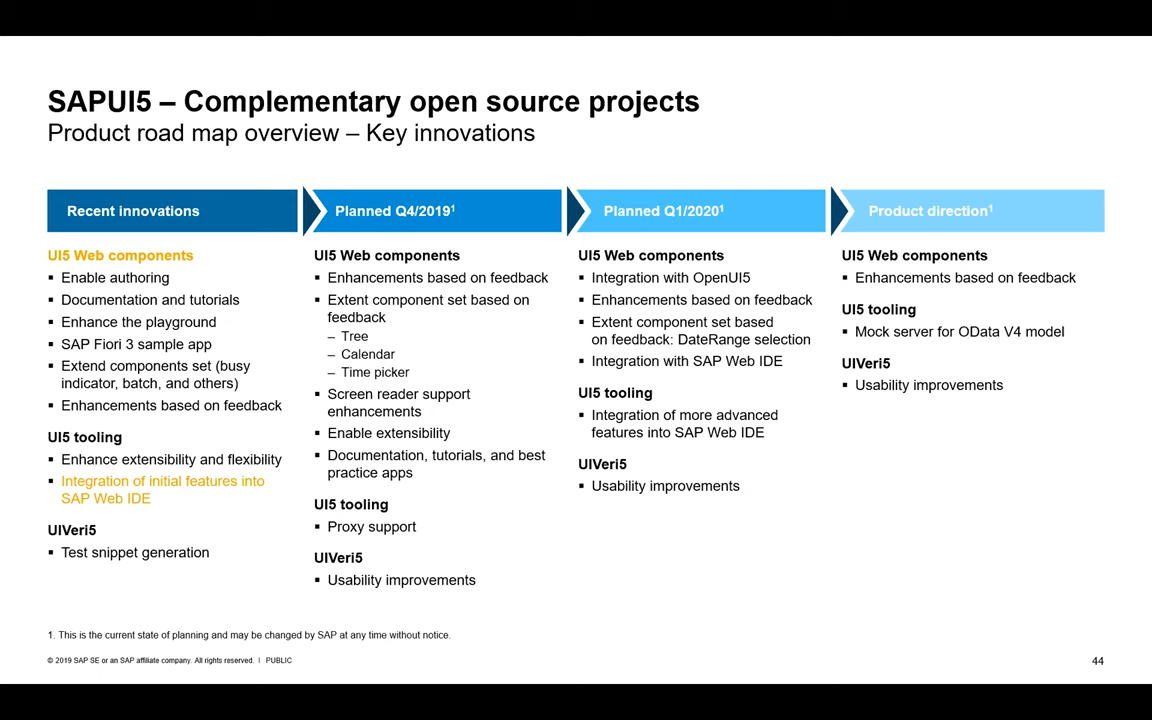 SAPUI5 – Complementary open source projects
Product road map overview – Key innovations
Recent innovations
UI5 Web components
▪ Enable authoring
▪ Documentation and tutorials
▪ Enhance the playground
▪ SAP Fiori 3 sample app
▪ Extend components set (busy
indicator, batch, and others)
▪ Enhancements based on feedback
UI5 tooling
▪ Enhance extensibility and flexibility
▪ Integration of initial features into
SAP Web IDE
UIVeri5
▪ Test snippet generation
Planned Q4/2019¹
UI5 Web components
▪ Enhancements based on feedback
▪ Extent component set based on
feedback
– Tree
– Calendar
– Time picker
▪ Screen reader support
enhancements
▪ Enable extensibility
▪ Documentation, tutorials, and best
practice apps
UI5 tooling
▪ Proxy support
UIVeri5
▪ Usability improvements
Planned Q1/2020¹
UI5 Web components
▪ Integration with OpenUI5
▪ Enhancements based on feedback
▪ Extent component set based
on feedback: DateRange selection
▪ Integration with SAP Web IDE
UI5 tooling
▪ Integration of more advanced
features into SAP Web IDE
UIVeri5
▪ Usability improvements
Product direction¹
UI5 Web components
▪ Enhancements based on feedback
UI5 tooling
▪ Mock server for OData V4 model
UIVeri5
▪ Usability improvements
1. This is the current state of planning and may be changed by SAP at any time without notice.
© 2019 SAP SE or an SAP affiliate company. All rights reserved. ǀ PUBLIC
44